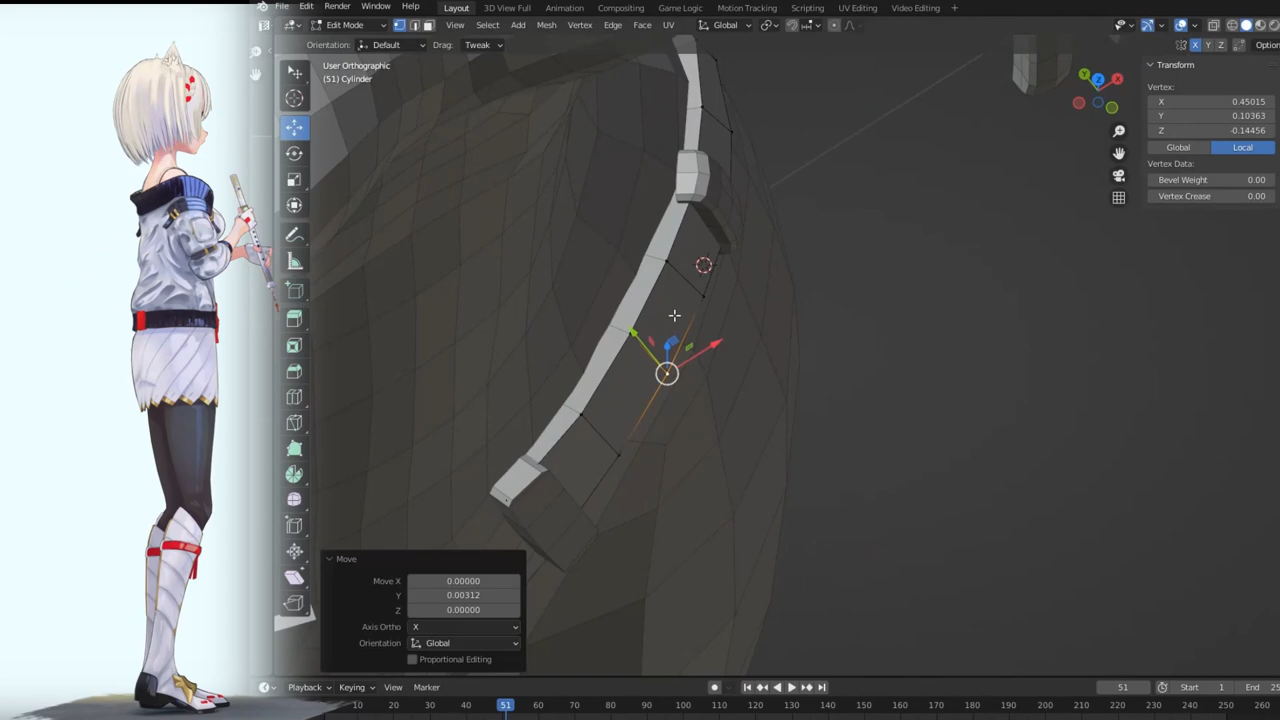 File Edit Render Window Help Layout 3D View Full Animation Compositing Game Logic Motion Tracking Scripting UV Editing Video Editing +
Edit Mode View Select Add Mesh Vertex Edge Face UV Global
Orientation: Default Drag: Tweak X Y Z Option
User Orthographic
(51) Cylinder
Transform
Vertex:
X 0.45015
Y 0.10363
Z -0.14456
Global Local
Vertex Data:
Bevel Weight 0.00
Vertex Crease 0.00
Y Z X
Move
Move X 0.00000
Y 0.00312
Z 0.00000
Axis Ortho X
Orientation Global
Proportional Editing
Playback Keying View Marker 51 Start 1 End 25
10 20 30 40 51 60 70 80 90 100 110 120 130 140 150 160 170 180 190 200 210 220 230 240 250 260